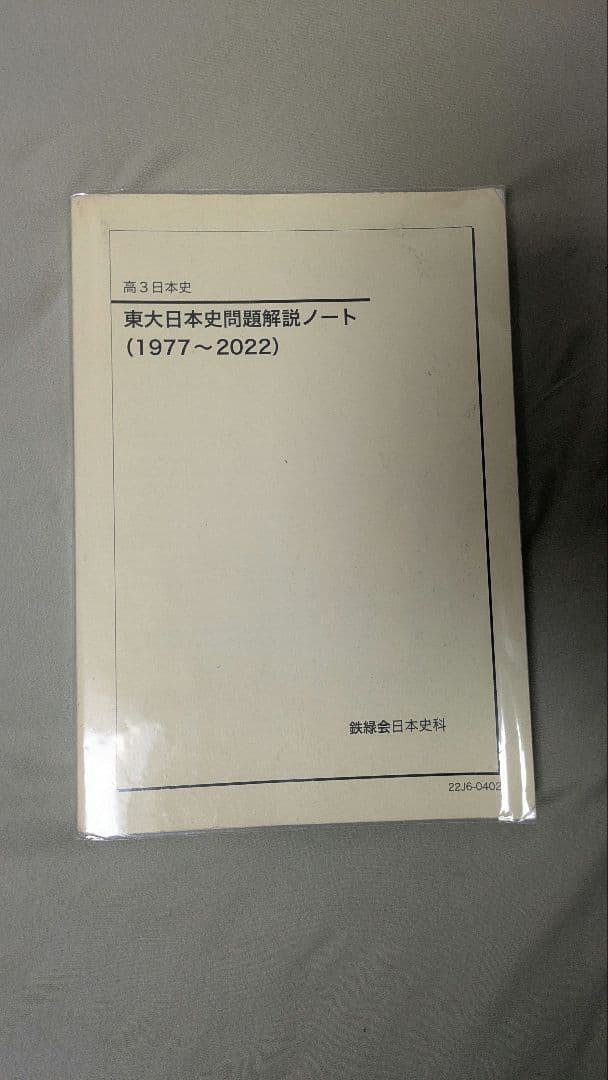 高3日本史
東大日本史問題解説ノート
（1977～2022）
鉄緑会日本史科
22J6-0402